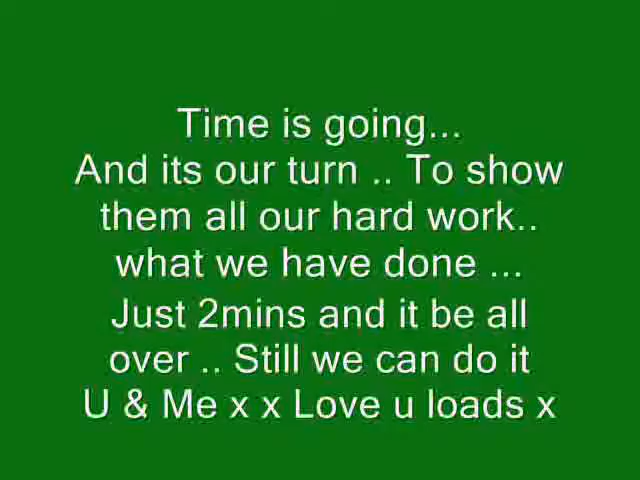 Time is going...
And its our turn .. To show
them all our hard work..
what we have done ...
Just 2mins and it be all
over .. Still we can do it
U & Me x x Love u loads x